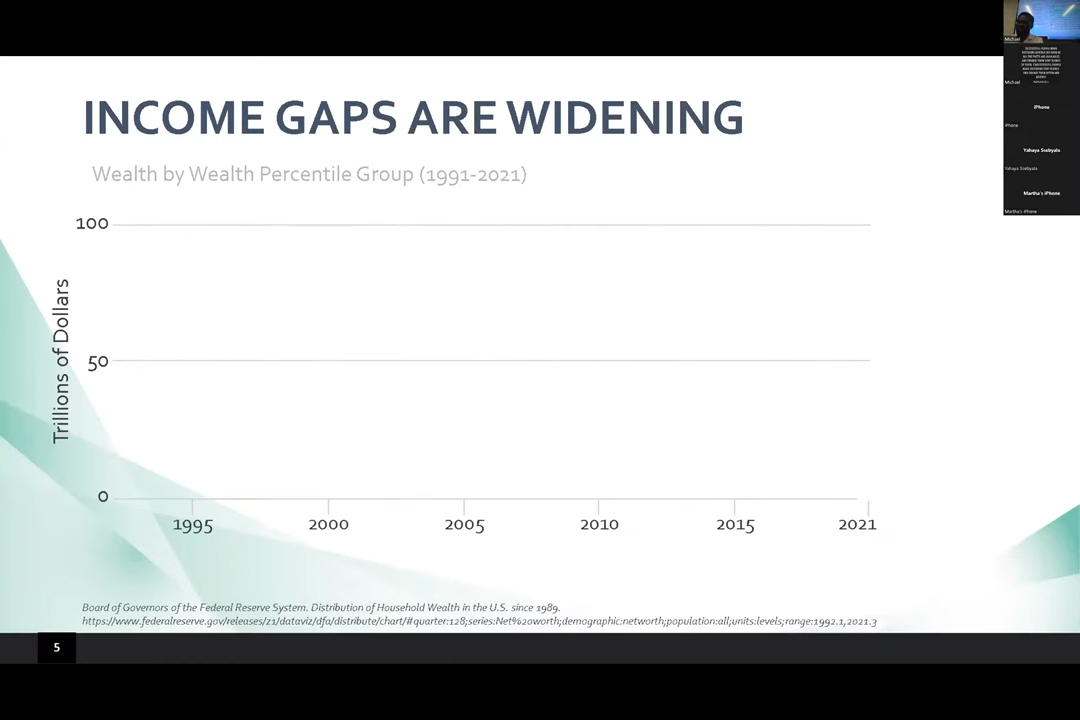 INCOME GAPS ARE WIDENING
Wealth by Wealth Percentile Group (1991-2021)
100
50
0
Trillions of Dollars
1995
2000
2005
2010
2015
2021
Board of Governors of the Federal Reserve System. Distribution of Household Wealth in the U.S. since 1989.
https://www.federalreserve.gov/releases/z1/dataviz/dfa/distribute/chart/#quarter:128;series:Net%20worth;demographic:networth;population:all;units:levels;range:1992.1,2021.3
5
Michael
Michael
iPhone
iPhone
Yahaya Ssebyala
Yahaya Ssebyala
Martha's iPhone
Martha's iPhone